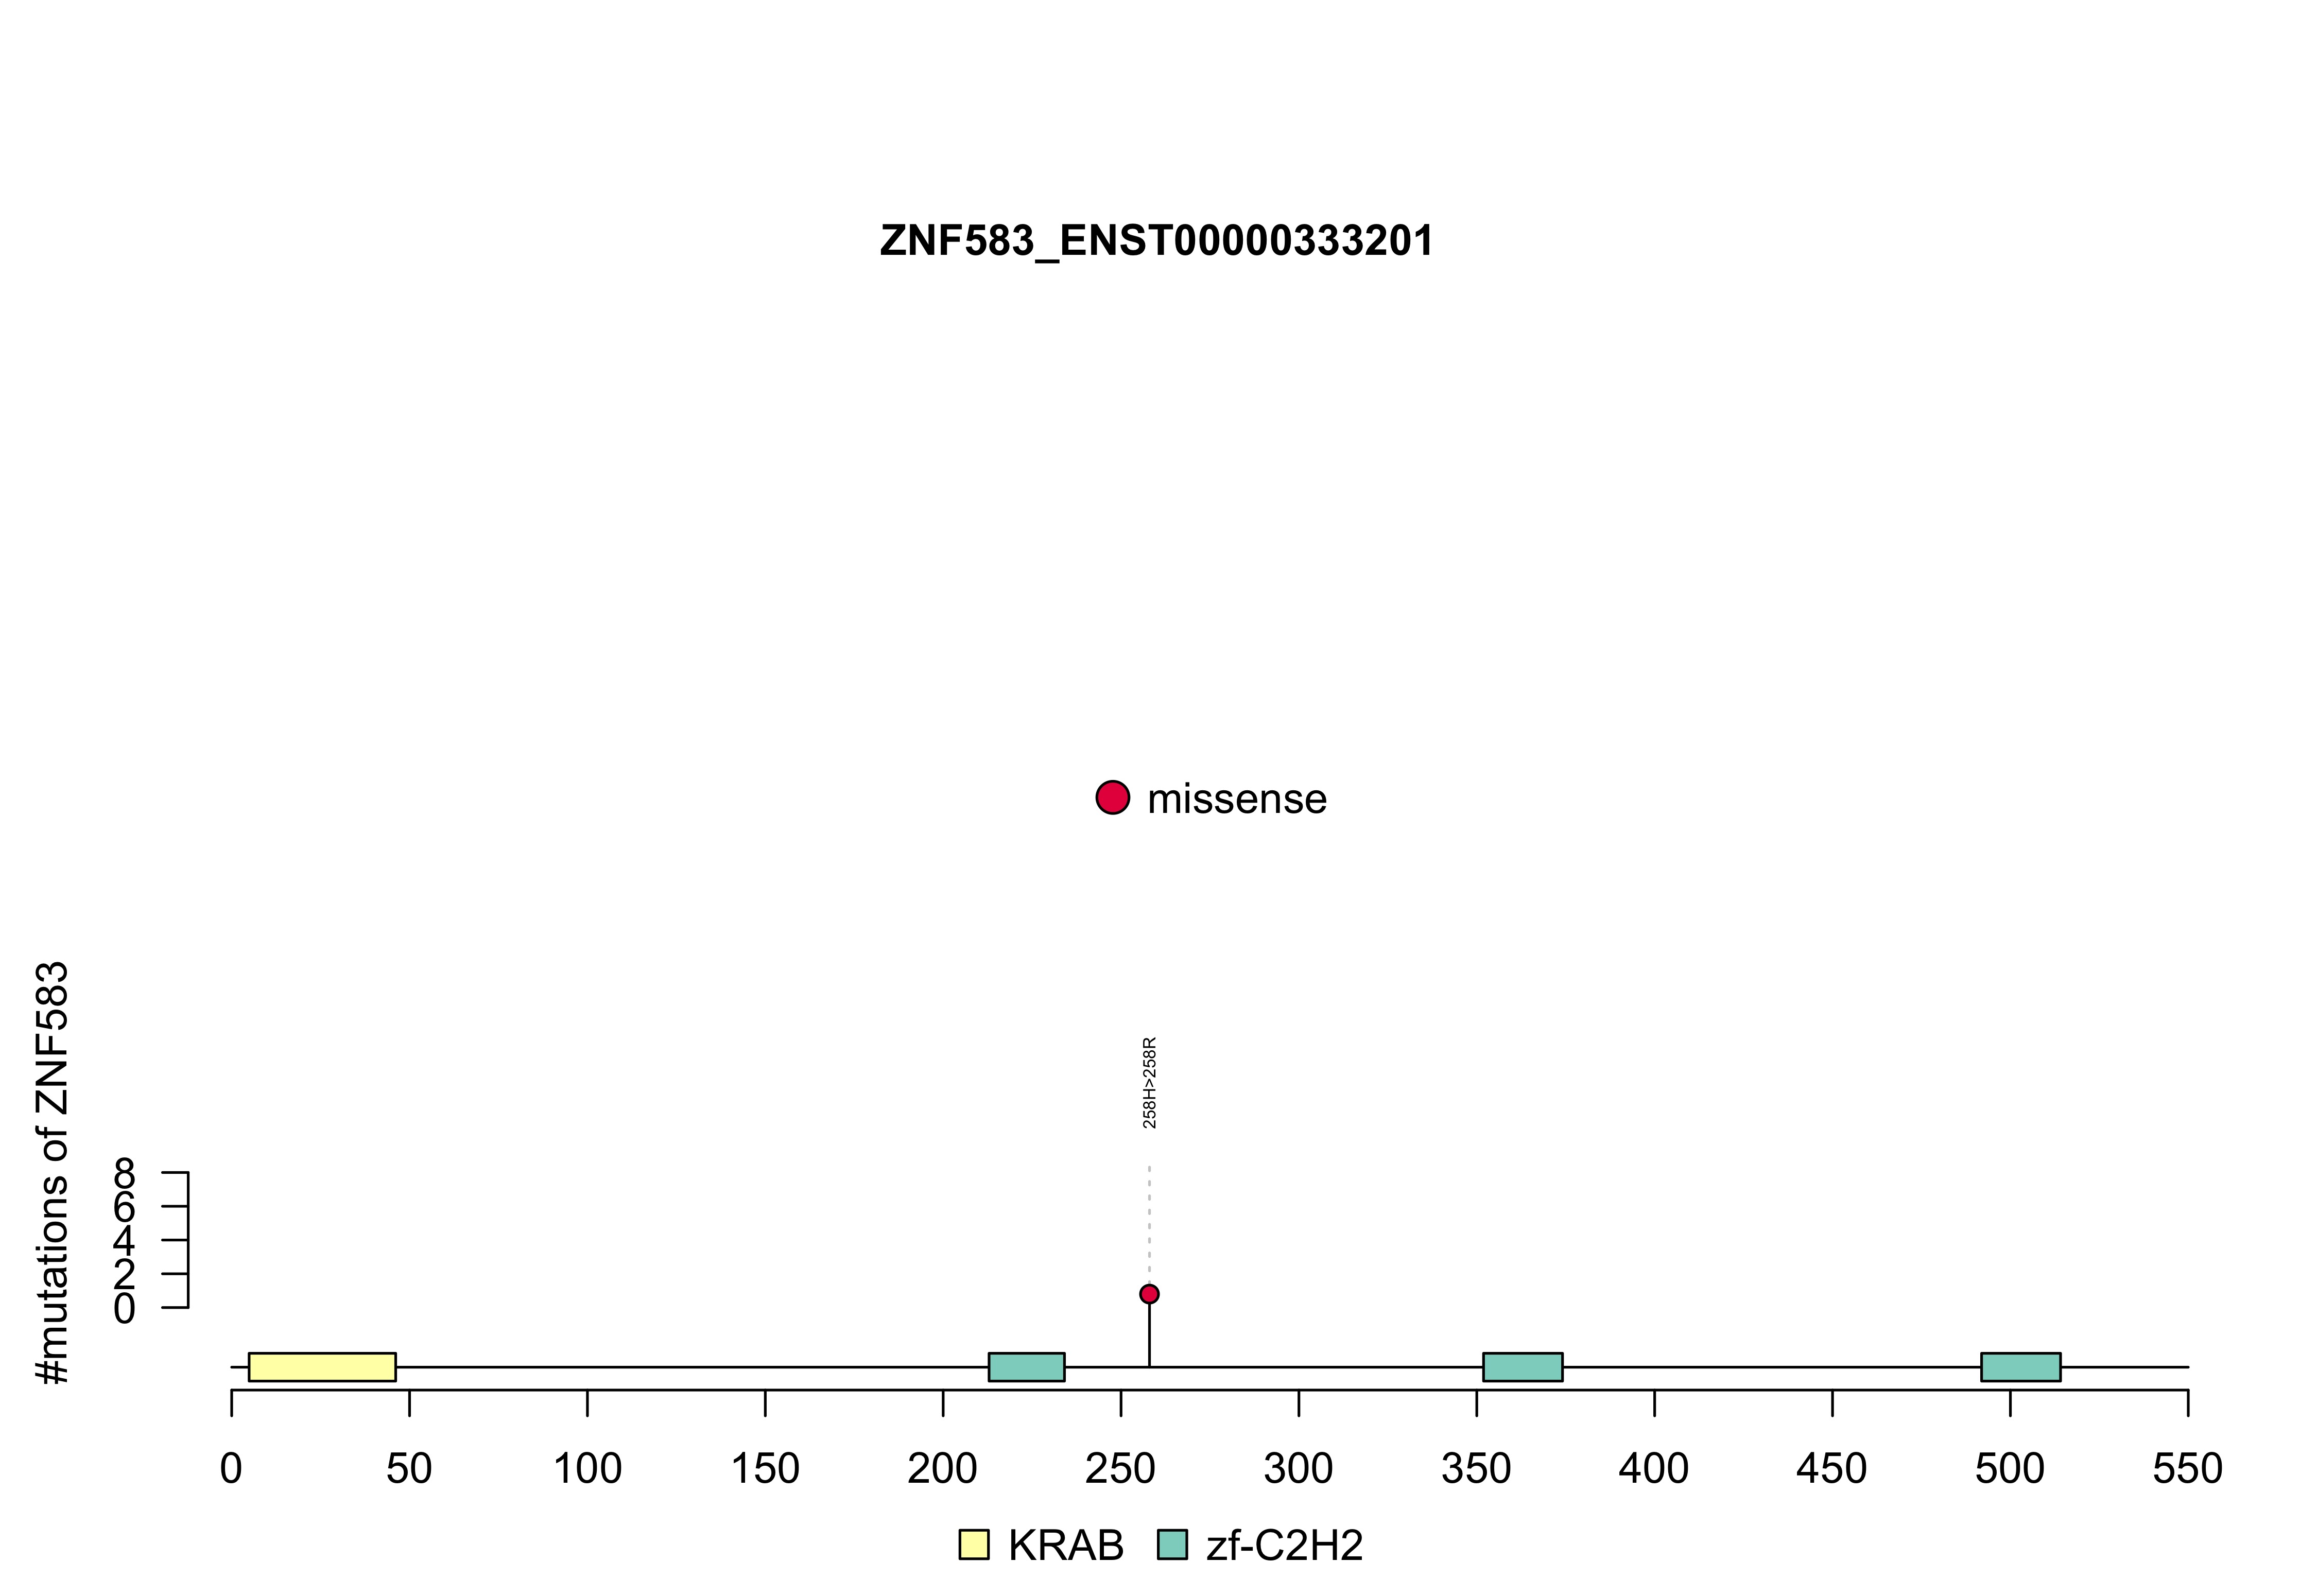 ZNF583_ENST00000333201
missense
#mutations of ZNF583
258H>258R
8
6
4
2
0
0 50 100 150 200 250 300 350 400 450 500 550
KRAB zf-C2H2